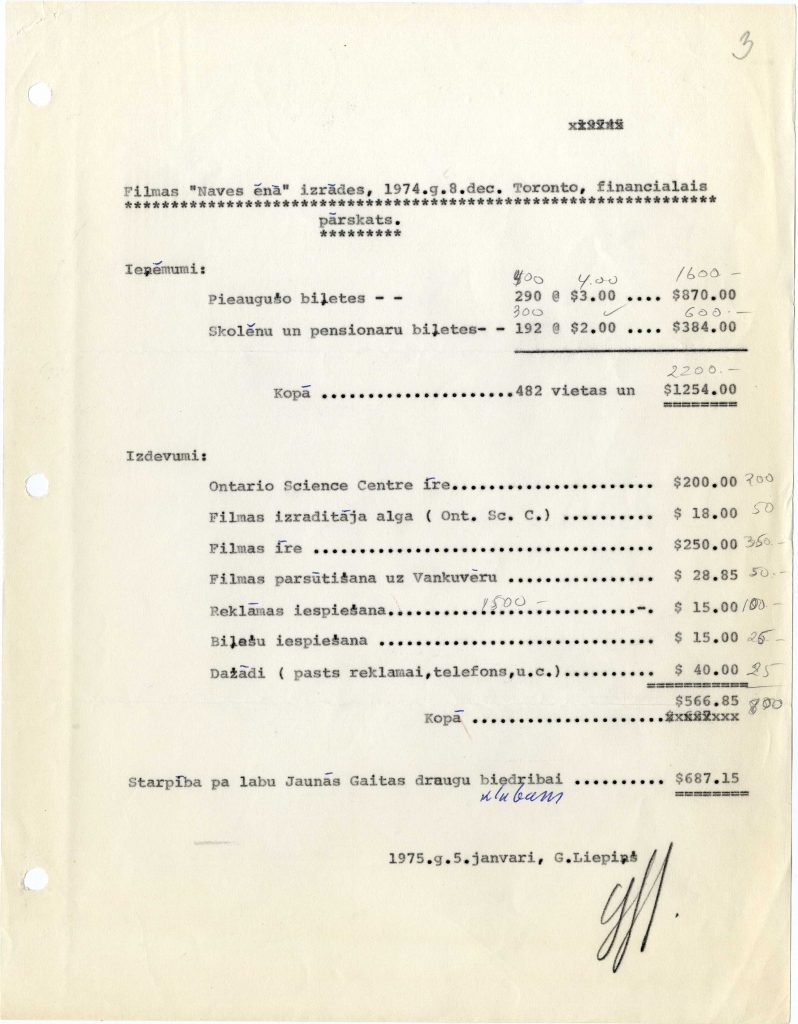 3
Filmas "Naves ēnā" izrādes, 1974.g.8.dec. Toronto, financialais
*****************************************************************
pārskats.
*********
Ieņēmumi:
400 4.00 1600 -
Pieaugušo biļetes - - 290 @ $3.00 .... $870.00
300 ✓ 600.-
Skolēnu un pensionaru biļetes- - 192 @ $2.00 .... $384.00
2200.-
Kopā ......................482 vietas un $1254.00
========
Izdevumi:
Ontario Science Centre īre....................... $200.00 200
Filmas izraditāja alga ( Ont. Sc. C.) .......... $ 18.00 50
Filmas īre ...................................... $250.00 350.-
Filmas parsūtišana uz Vankuvēru ................ $ 28.85 50.-
1500 -
Reklāmas iespiešana............................-. $ 15.00 100-
Biļešu iespiešana ............................... $ 15.00 25-
Dažādi ( pasts reklamai,telefons,u.c.).......... $ 40.00 25
===========
$566.85 800
Kopā ......................
Starpība pa labu Jaunās Gaitas draugu biedribai .......... $687.15
klubam ========
1975.g.5.janvari, G.Liepiņš